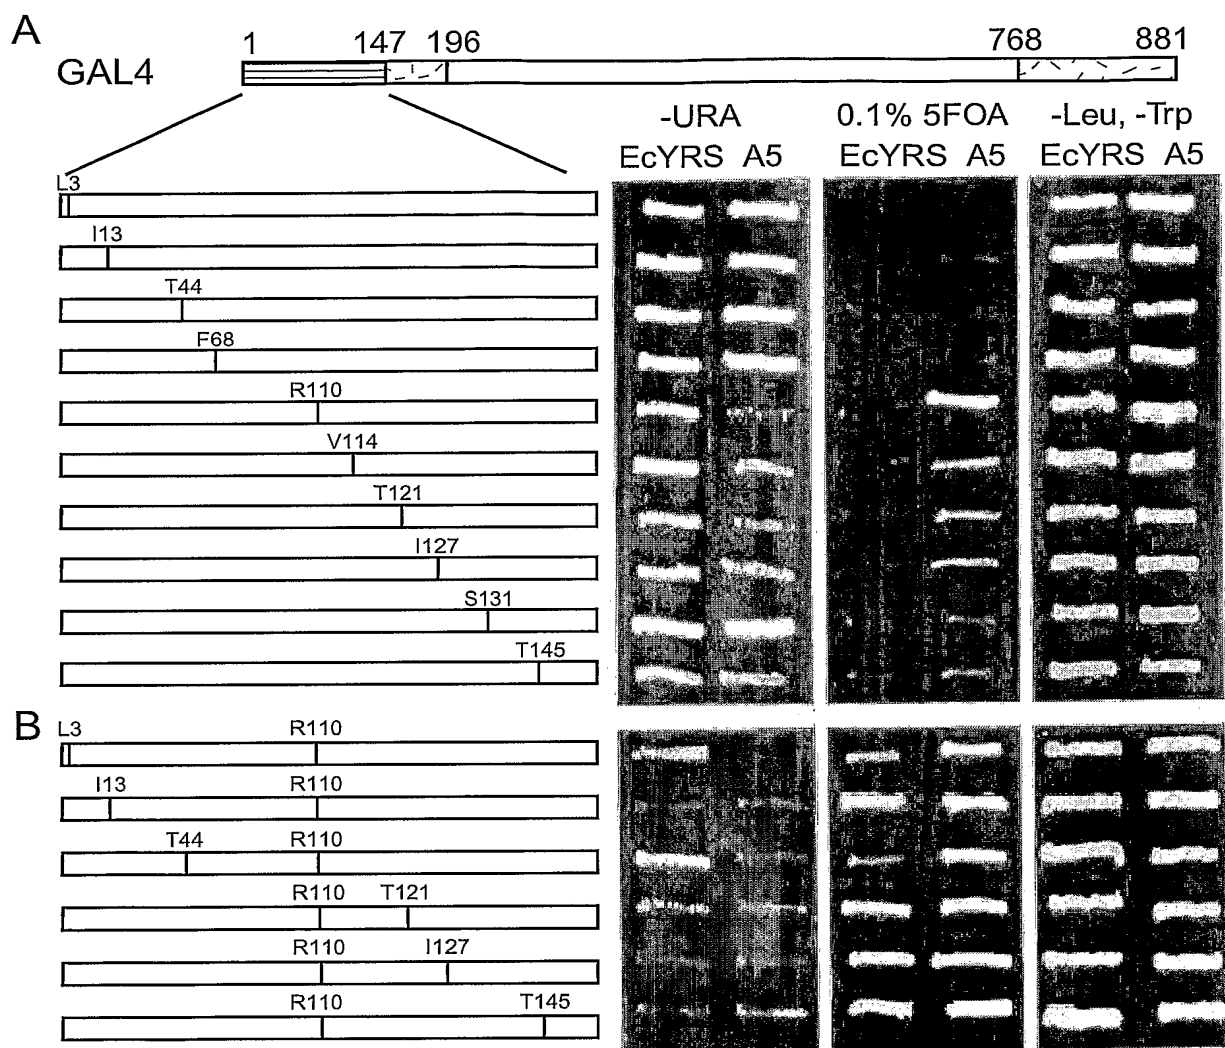 A
1 147 196 768 881
GAL4
-URA 0.1% 5FOA -Leu, -Trp
EcYRS A5 EcYRS A5 EcYRS A5
L3
I13
T44
F68
R110
V114
T121
I127
S131
T145
B
L3 R110
I13 R110
T44 R110
R110 T121
R110 I127
R110 T145